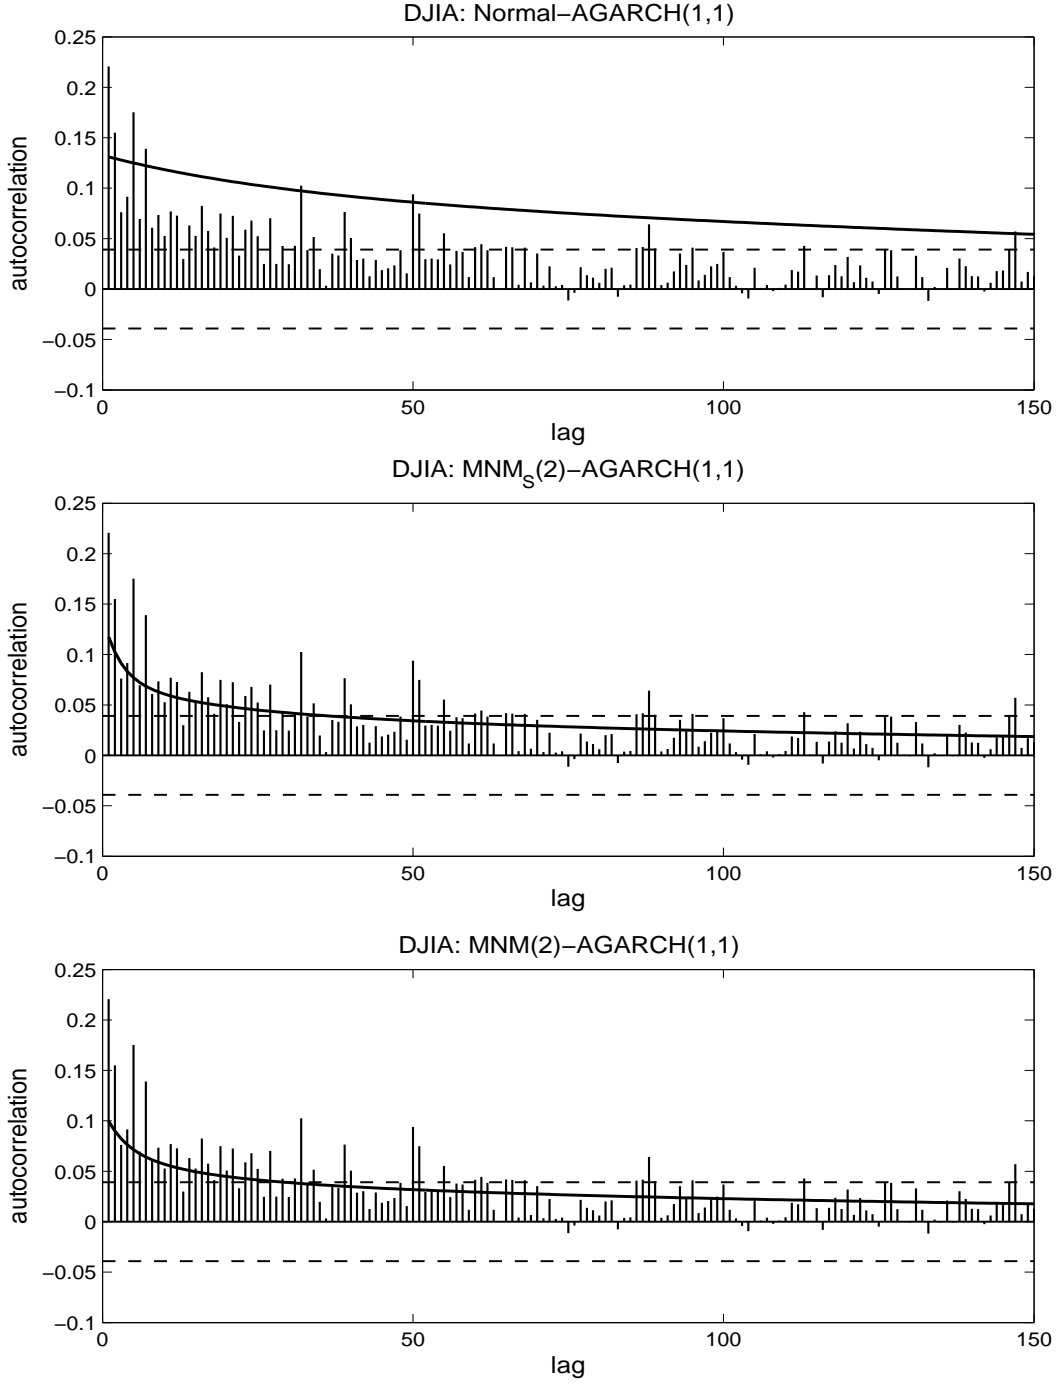 DJIA: Normal−AGARCH(1,1)
0.25
0.2
0.15
0.1
0.05
0
−0.05
−0.1
autocorrelation
0 50 100 150
lag
DJIA: MNM_S(2)−AGARCH(1,1)
0.25
0.2
0.15
0.1
0.05
0
−0.05
−0.1
autocorrelation
0 50 100 150
lag
DJIA: MNM(2)−AGARCH(1,1)
0.25
0.2
0.15
0.1
0.05
0
−0.05
−0.1
autocorrelation
0 50 100 150
lag